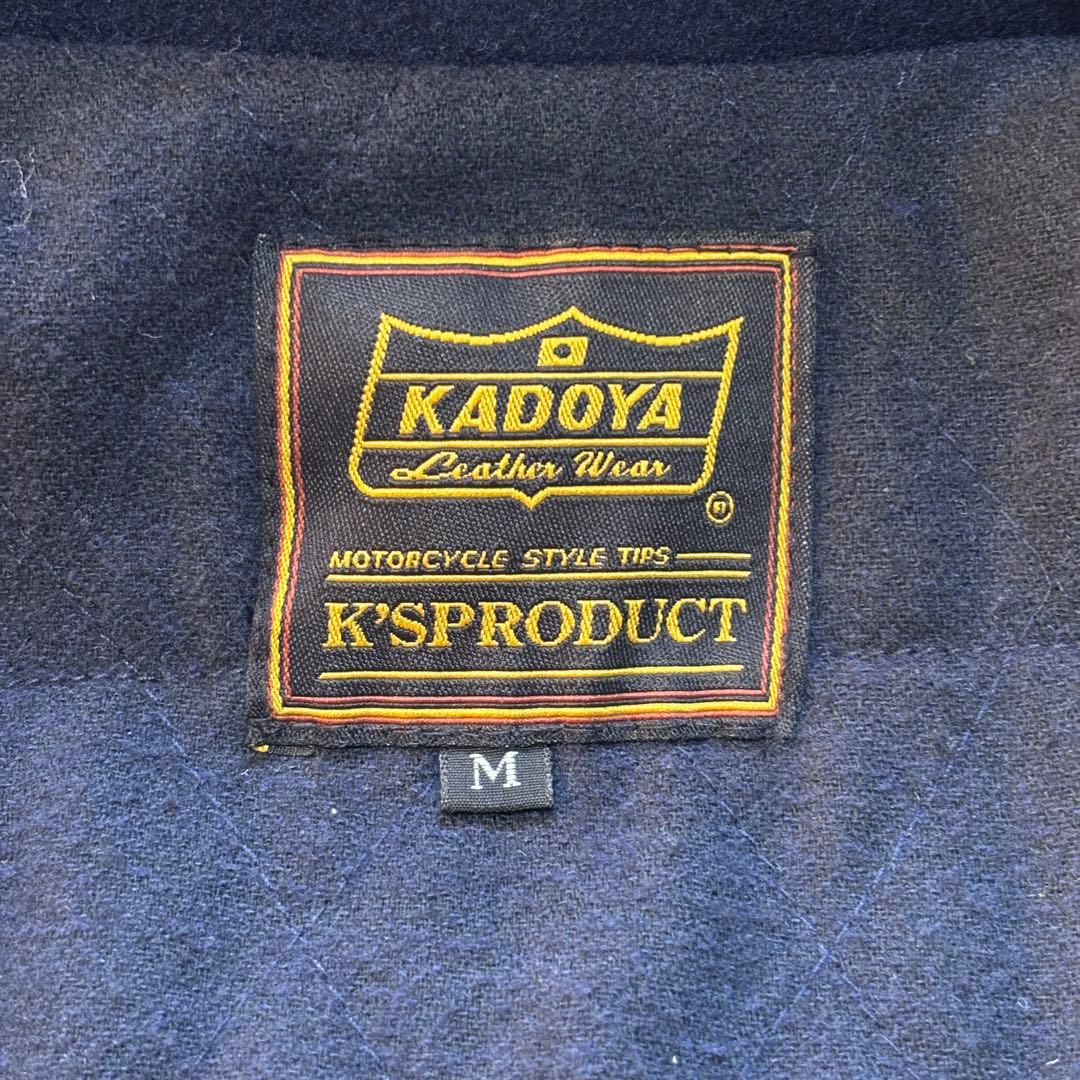 KADOYA
Leather Wear
®
MOTORCYCLE STYLE TIPS
K'SPRODUCT
M